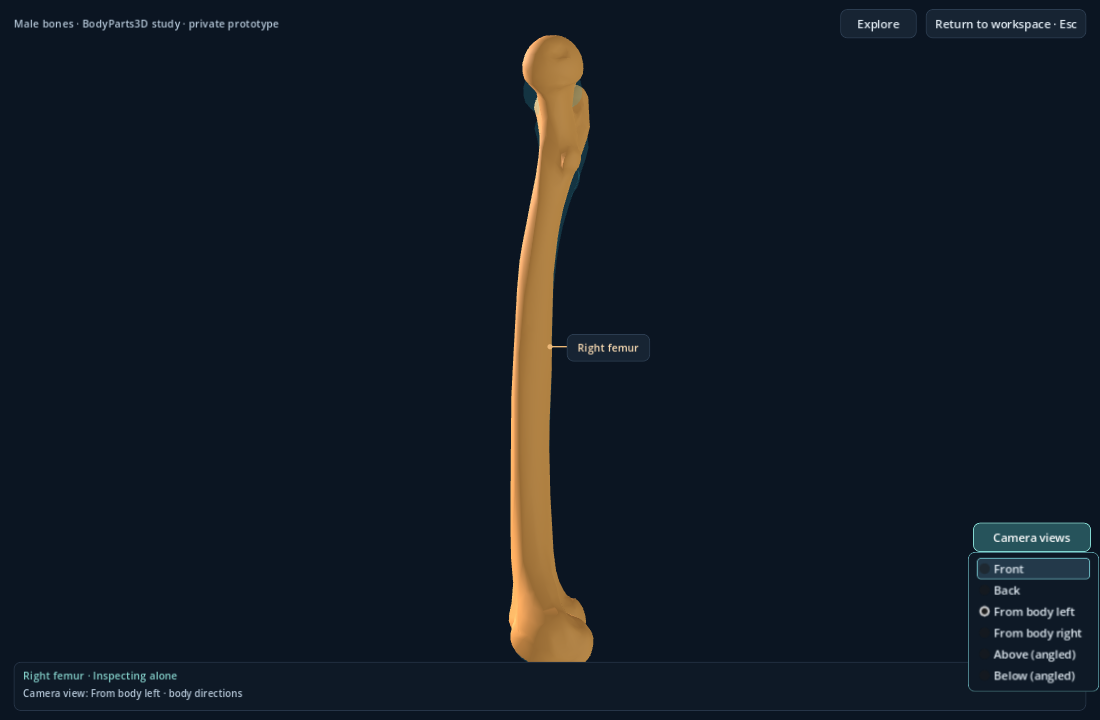 Male bones · BodyParts3D study · private prototype
Explore
Return to workspace · Esc
Right femur
Camera views
Front
Back
From body left
From body right
Above (angled)
Below (angled)
Right femur · Inspecting alone
Camera view: From body left · body directions